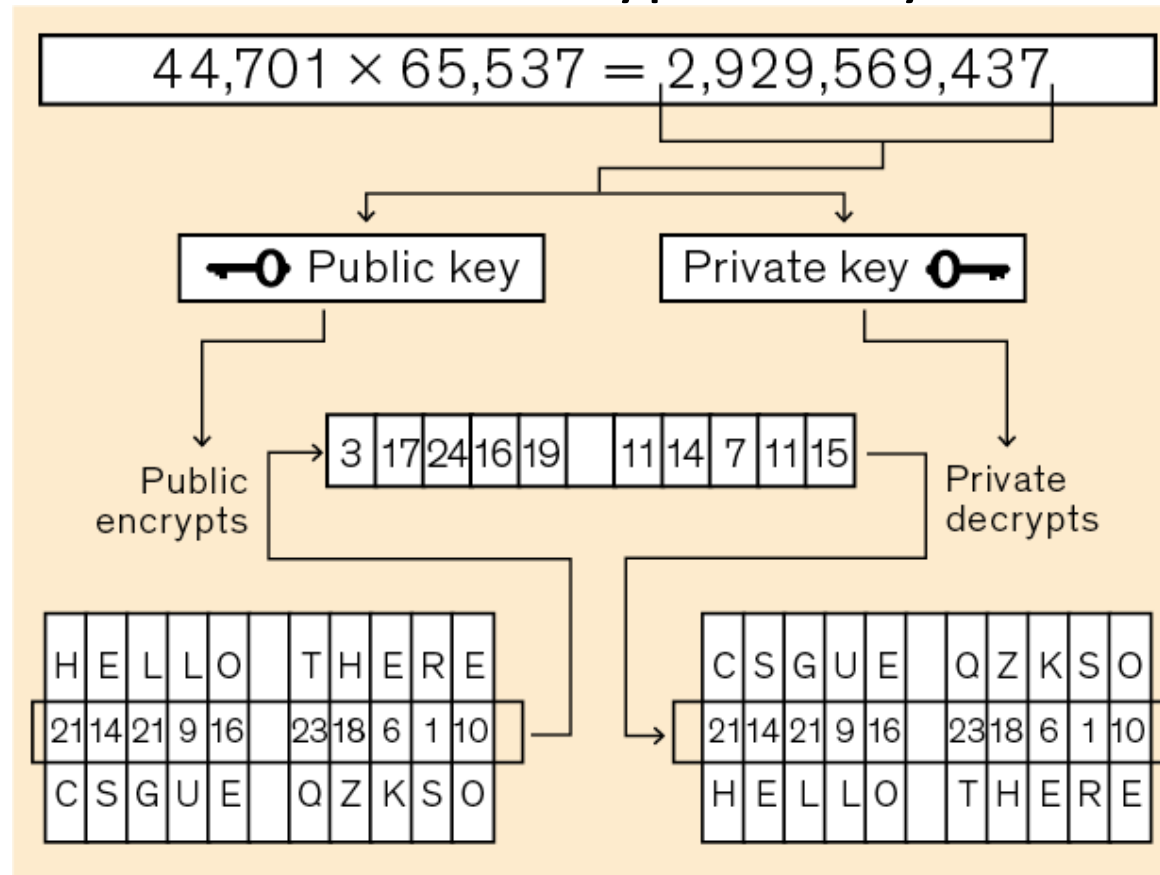 44,701 × 65,537 = 2,929,569,437
Public key
Private key
3 17 24 16 19 11 14 7 11 15
Public
encrypts
Private
decrypts
H E L L O T H E R E
21 14 21 9 16 23 18 6 1 10
C S G U E Q Z K S O
C S G U E Q Z K S O
21 14 21 9 16 23 18 6 1 10
H E L L O T H E R E